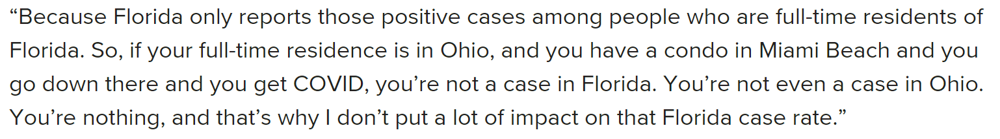 “Because Florida only reports those positive cases among people who are full-time residents of
Florida. So, if your full-time residence is in Ohio, and you have a condo in Miami Beach and you
go down there and you get COVID, you’re not a case in Florida. You’re not even a case in Ohio.
You’re nothing, and that’s why I don’t put a lot of impact on that Florida case rate.”